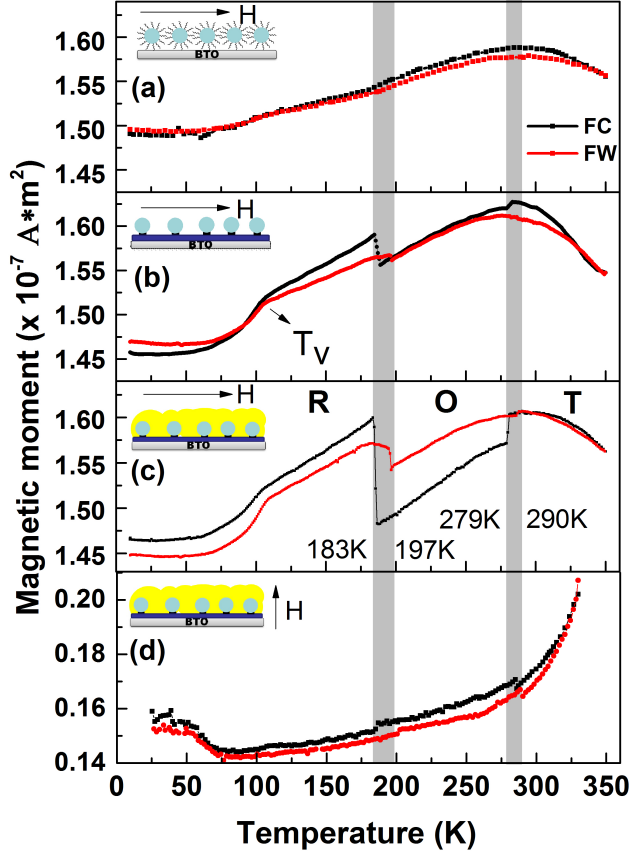 H
BTO
(a)
1.60
1.55
1.50
1.45
FC
FW
H
BTO
(b)
1.60
1.55
1.50
1.45
T_V
H
BTO
(c)
R O T
1.60
1.55
1.50
1.45
183K 197K 279K 290K
H
BTO
(d)
0.20
0.18
0.16
0.14
0 50 100 150 200 250 300 350
Temperature (K)
Magnetic moment (x 10⁻⁷ A*m²)